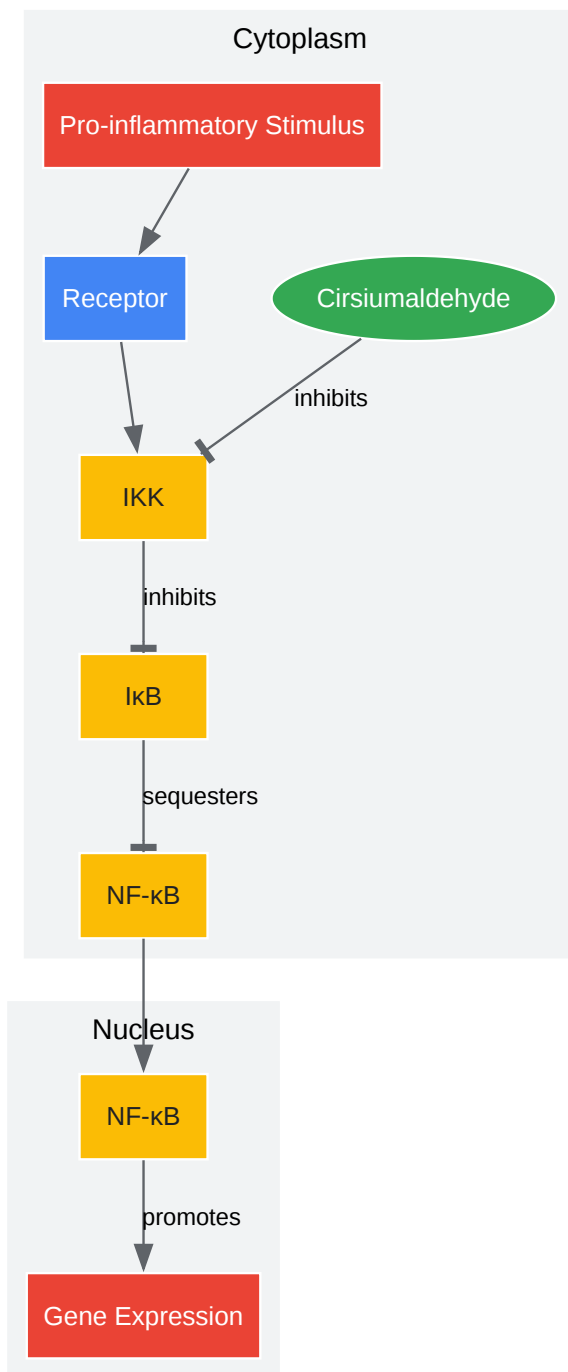 Cytoplasm
Pro-inflammatory Stimulus
Receptor
Cirsiumaldehyde
inhibits
IKK
inhibits
IκB
sequesters
NF-κB
Nucleus
NF-κB
promotes
Gene Expression